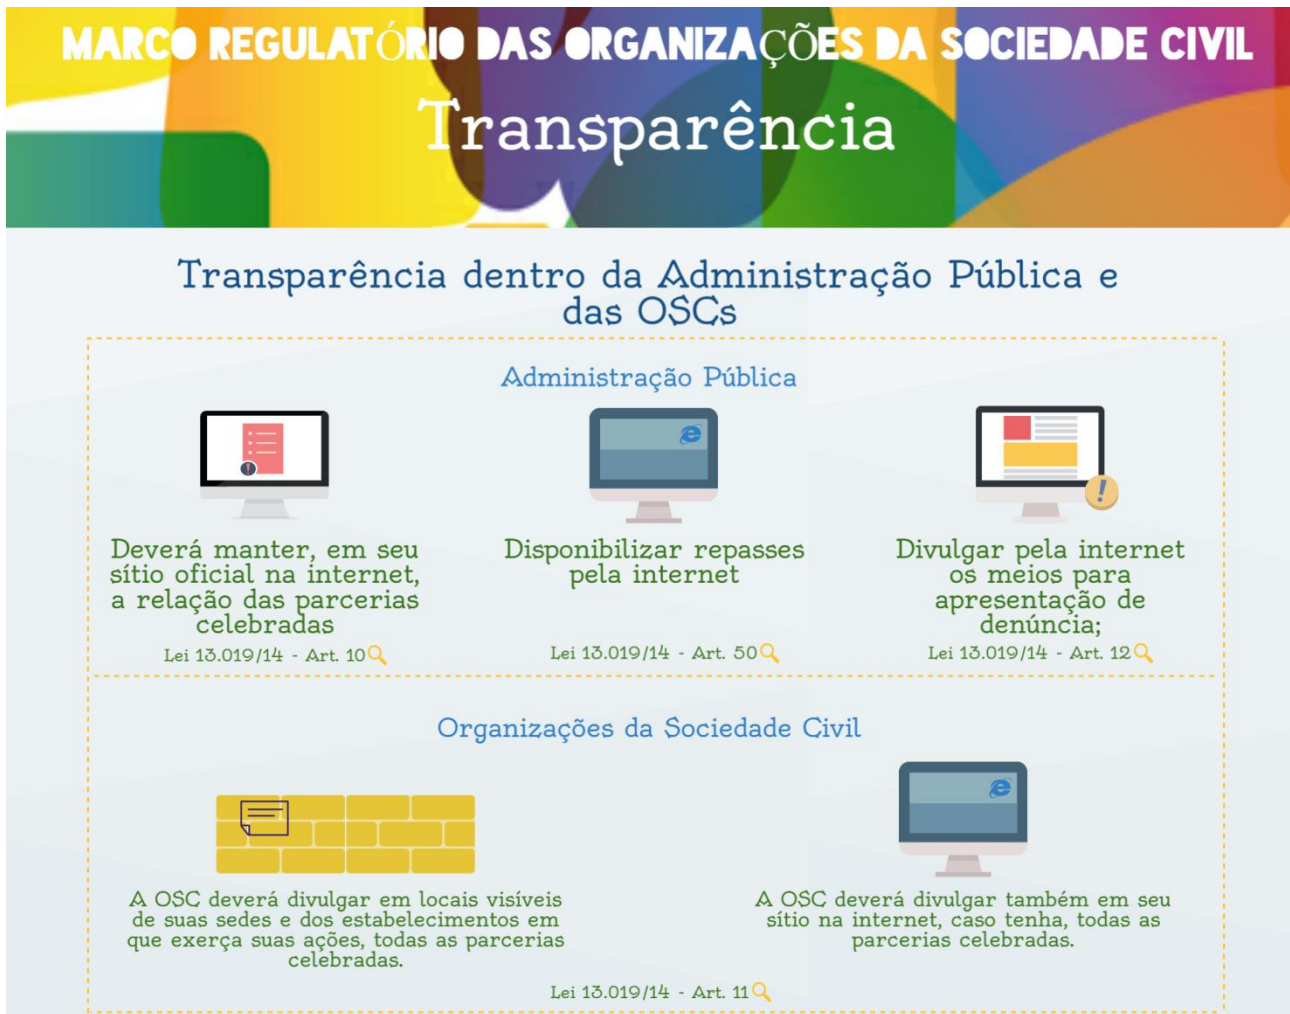 MARCO REGULATÓRIO DAS ORGANIZAÇÕES DA SOCIEDADE CIVIL
Transparência
Transparência dentro da Administração Pública e
das OSCs
Administração Pública
Deverá manter, em seu
sítio oficial na internet,
a relação das parcerias
celebradas
Lei 13.019/14 - Art. 10
Disponibilizar repasses
pela internet
Lei 13.019/14 - Art. 50
Divulgar pela internet
os meios para
apresentação de
denúncia;
Lei 13.019/14 - Art. 12
Organizações da Sociedade Civil
A OSC deverá divulgar em locais visíveis
de suas sedes e dos estabelecimentos em
que exerça suas ações, todas as parcerias
celebradas.
A OSC deverá divulgar também em seu
sítio na internet, caso tenha, todas as
parcerias celebradas.
Lei 13.019/14 - Art. 11